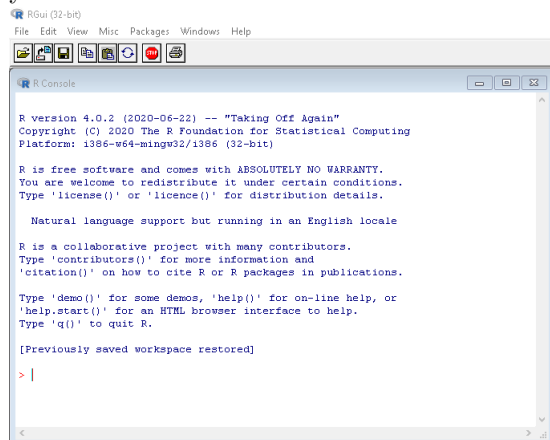 RGui (32-bit)
File Edit View Misc Packages Windows Help
STOP
R Console
R version 4.0.2 (2020-06-22) -- "Taking Off Again"
Copyright (C) 2020 The R Foundation for Statistical Computing
Platform: i386-w64-mingw32/i386 (32-bit)
R is free software and comes with ABSOLUTELY NO WARRANTY.
You are welcome to redistribute it under certain conditions.
Type 'license()' or 'licence()' for distribution details.
Natural language support but running in an English locale
R is a collaborative project with many contributors.
Type 'contributors()' for more information and
'citation()' on how to cite R or R packages in publications.
Type 'demo()' for some demos, 'help()' for on-line help, or
'help.start()' for an HTML browser interface to help.
Type 'q()' to quit R.
[Previously saved workspace restored]
>